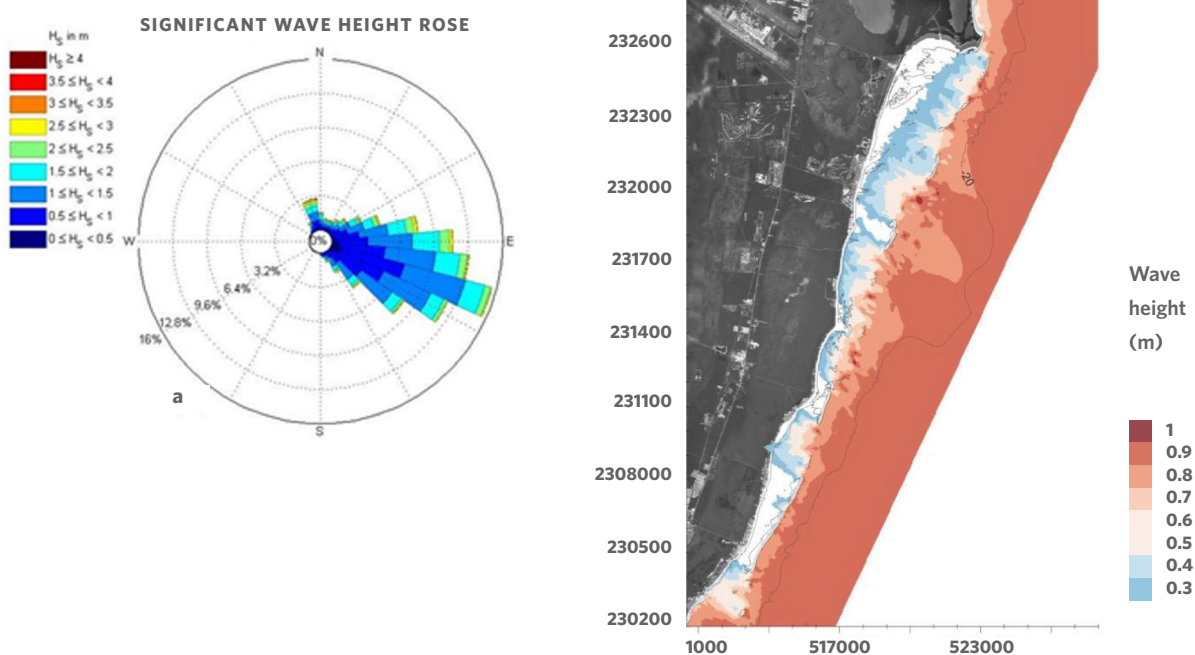 SIGNIFICANT WAVE HEIGHT ROSE
Hs in m
Hs ≥ 4
3.5 ≤ Hs < 4
3 ≤ Hs < 3.5
2.5 ≤ Hs < 3
2 ≤ Hs < 2.5
1.5 ≤ Hs < 2
1 ≤ Hs < 1.5
0.5 ≤ Hs < 1
0 ≤ Hs < 0.5
N
W
E
S
0%
3.2%
6.4%
9.6%
12.8%
16%
a
232600
232300
232000
231700
231400
231100
2308000
230500
230200
1000
517000
523000
-20
Wave
height
(m)
1
0.9
0.8
0.7
0.6
0.5
0.4
0.3